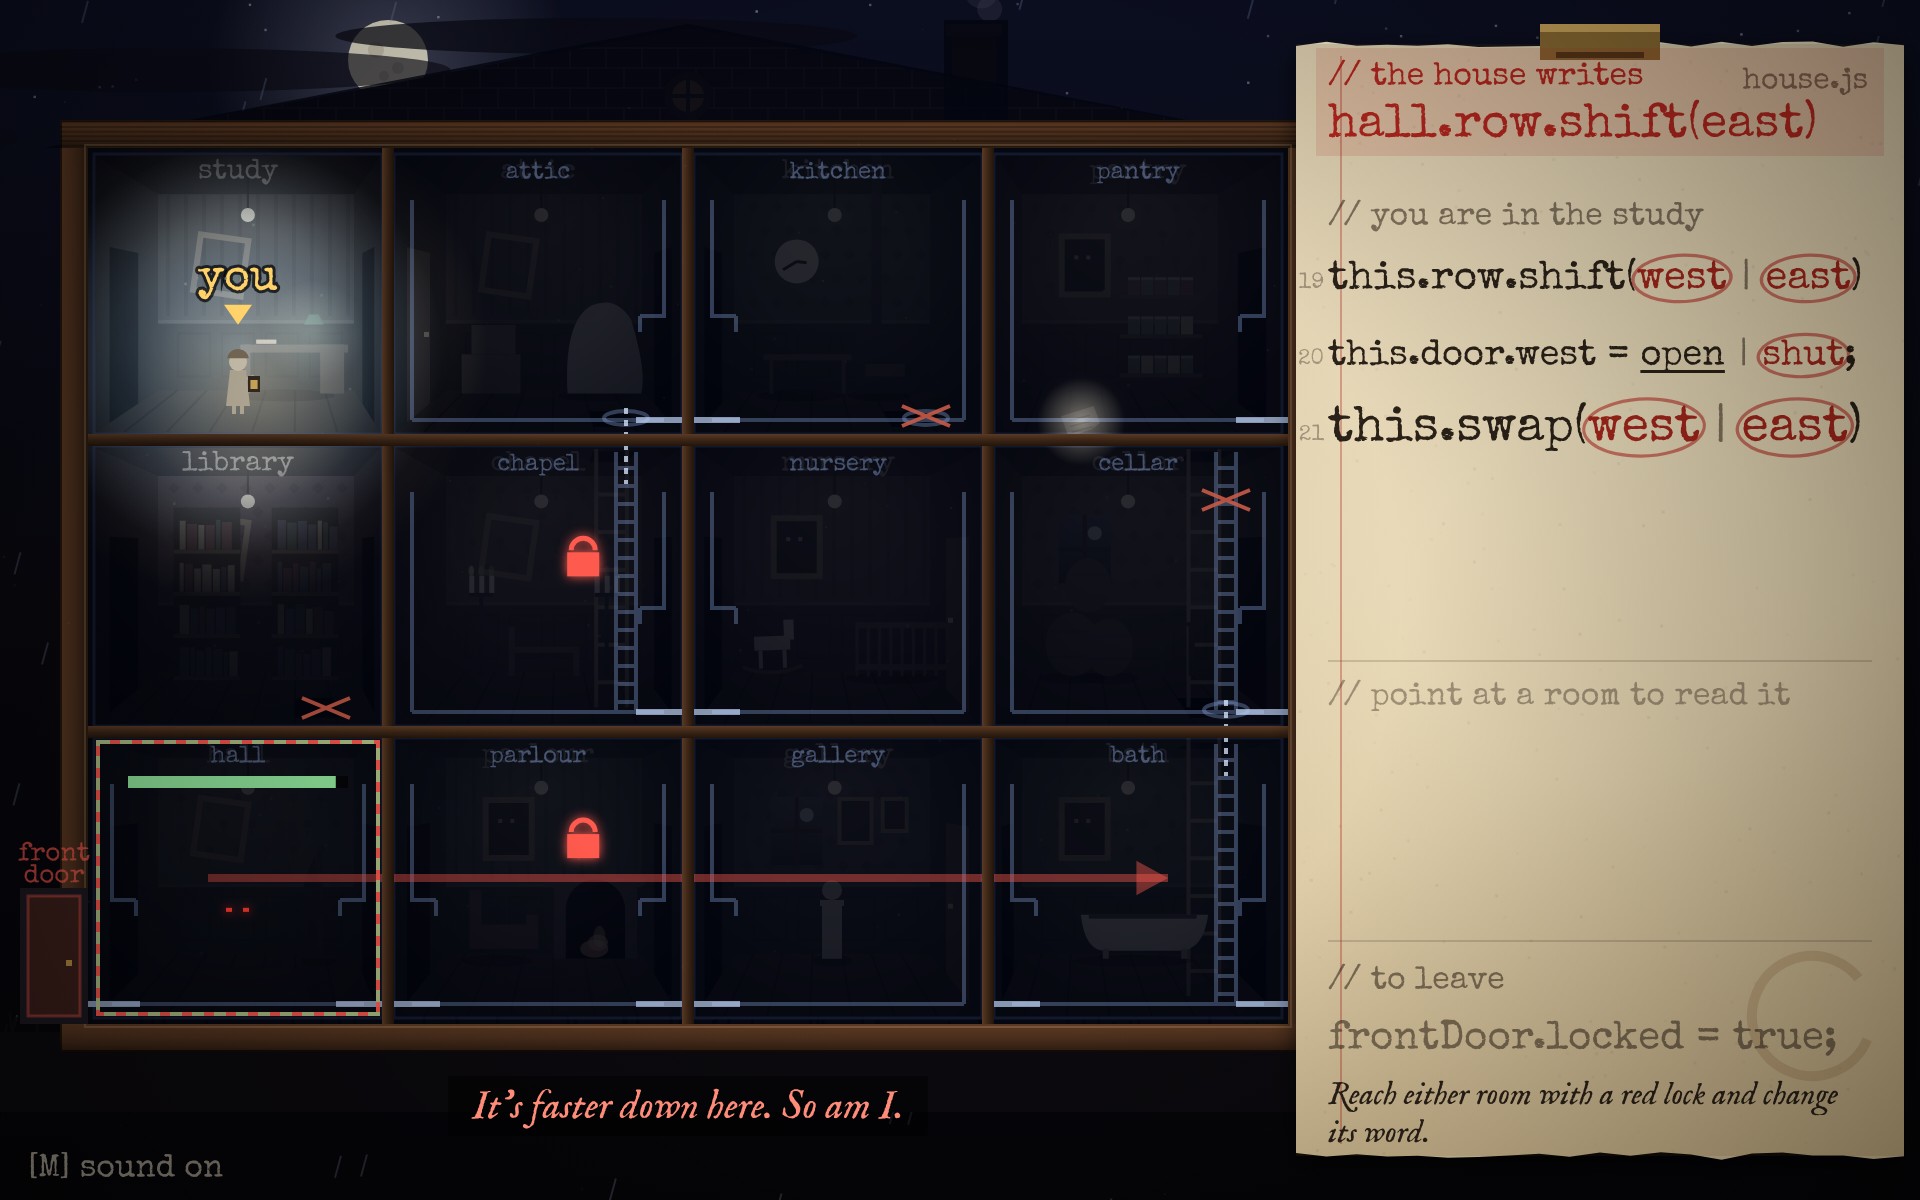 study
attic
kitchen
pantry
you
library
chapel
nursery
cellar
hall
parlour
gallery
bath
front
door
It's faster down here. So am I.
[M] sound on
// the house writes
house.js
hall.row.shift(east)
// you are in the study
19 this.row.shift(west | east)
20 this.door.west = open | shut;
21 this.swap(west | east)
// point at a room to read it
// to leave
frontDoor.locked = true;
Reach either room with a red lock and change
its word.